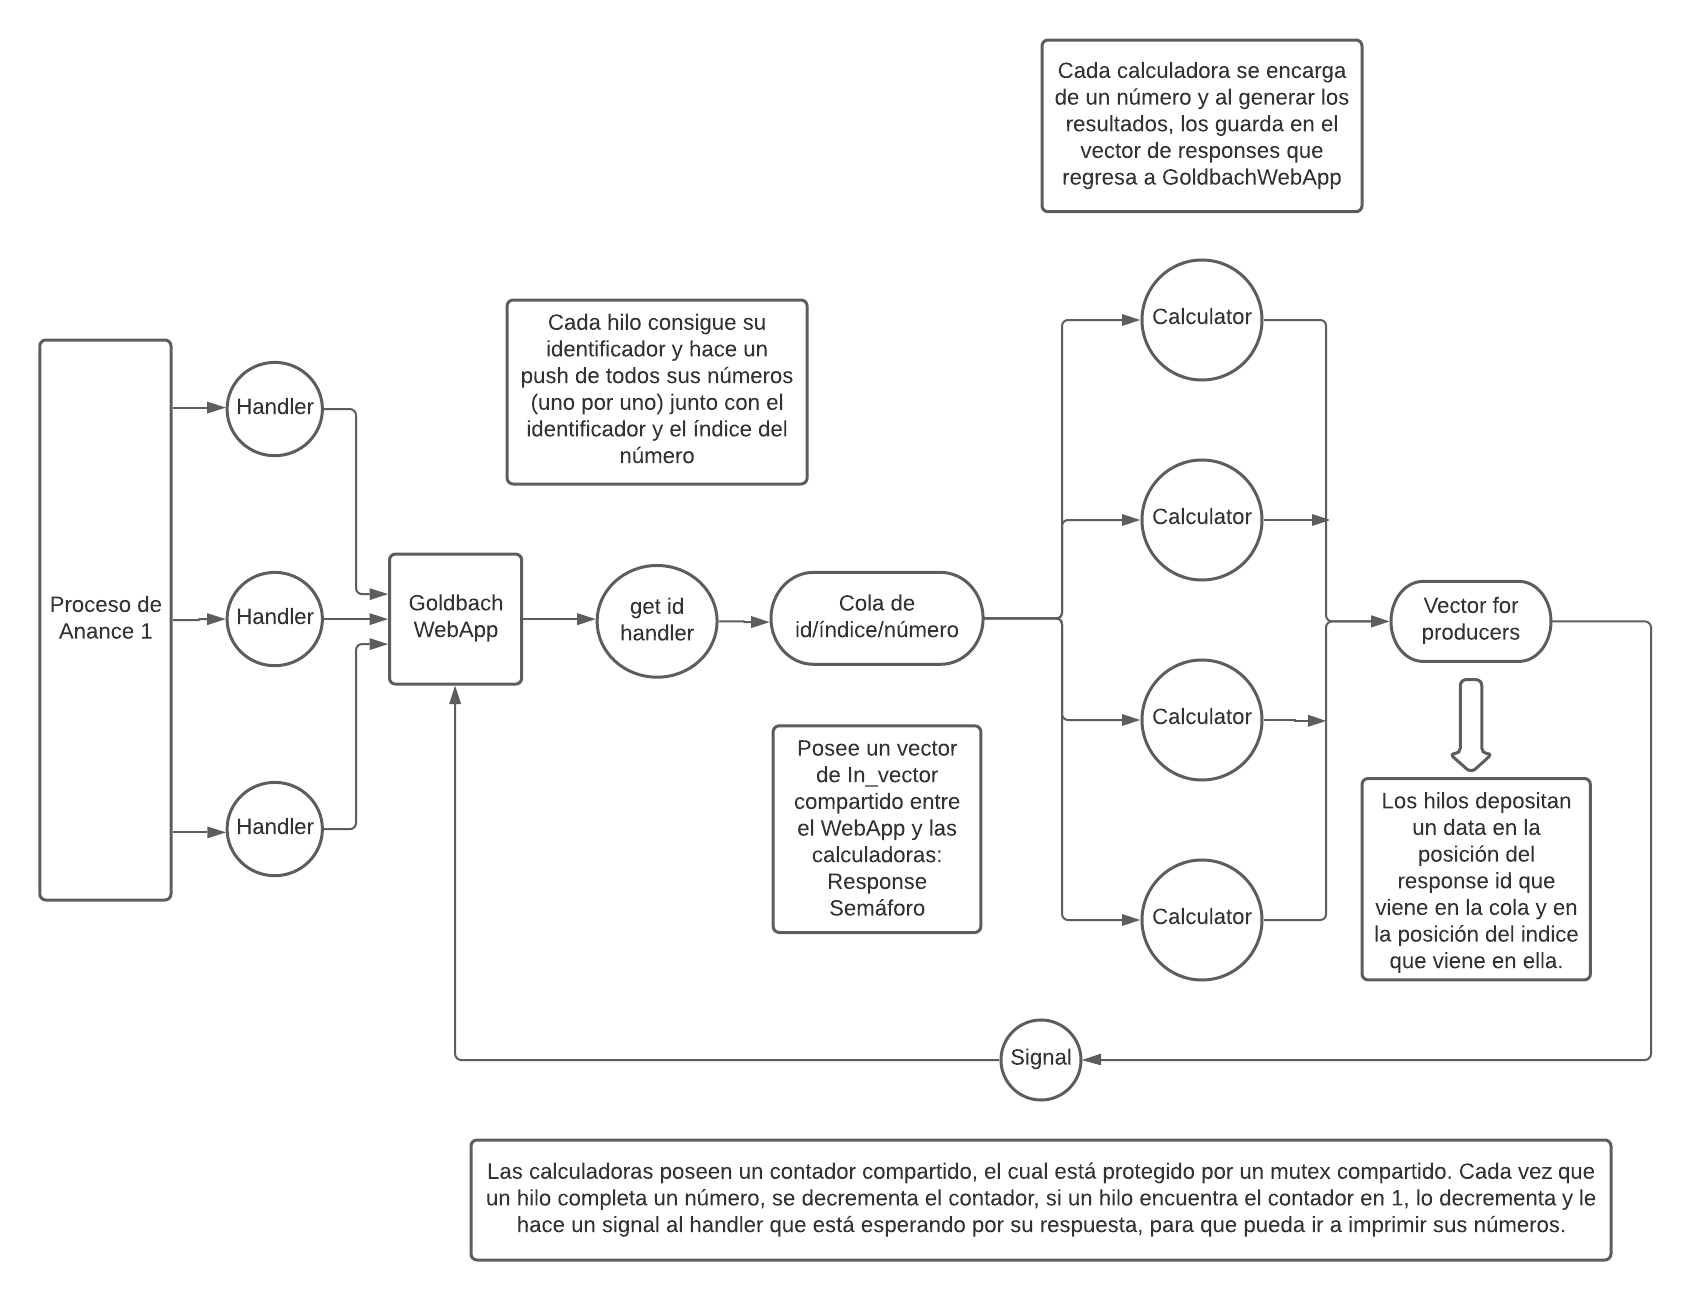 Cada calculadora se encarga
de un número y al generar los
resultados, los guarda en el
vector de responses que
regresa a GoldbachWebApp
Cada hilo consigue su
identificador y hace un
push de todos sus números
(uno por uno) junto con el
identificador y el índice del
número
Proceso de
Anance 1
Handler
Handler
Handler
Goldbach
WebApp
get id
handler
Cola de
id/índice/número
Posee un vector
de In_vector
compartido entre
el WebApp y las
calculadoras:
Response
Semáforo
Calculator
Calculator
Calculator
Calculator
Vector for
producers
Los hilos depositan
un data en la
posición del
response id que
viene en la cola y en
la posición del indice
que viene en ella.
Signal
Las calculadoras poseen un contador compartido, el cual está protegido por un mutex compartido. Cada vez que
un hilo completa un número, se decrementa el contador, si un hilo encuentra el contador en 1, lo decrementa y le
hace un signal al handler que está esperando por su respuesta, para que pueda ir a imprimir sus números.